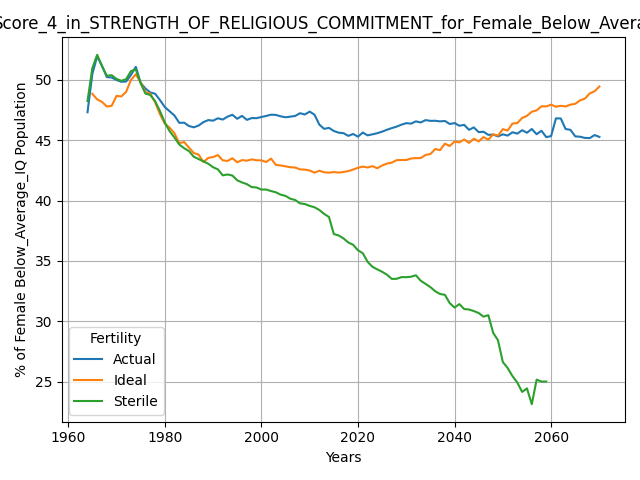 Score_4_in_STRENGTH_OF_RELIGIOUS_COMMITMENT_for_Female_Below_Avera
% of Female Below_Average_IQ Population
50
45
40
35
30
25
Fertility
Actual
Ideal
Sterile
1960
1980
2000
2020
2040
2060
Years